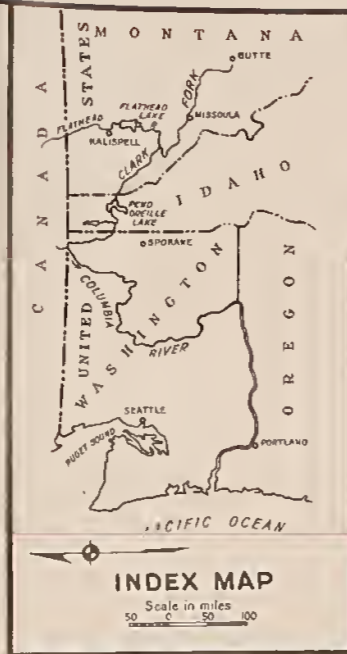 MONTANA
CANADA
UNITED STATES
BUTTE
FLATHEAD LAKE
FORK
MISSOULA
FLATHEAD
KALISPELL
CLARK
IDAHO
PEND
OREILLE
LAKE
SPOKANE
COLUMBIA
RIVER
WASHINGTON
OREGON
SEATTLE
PUGET SOUND
PORTLAND
PACIFIC OCEAN
INDEX MAP
Scale in miles
50 0 50 100